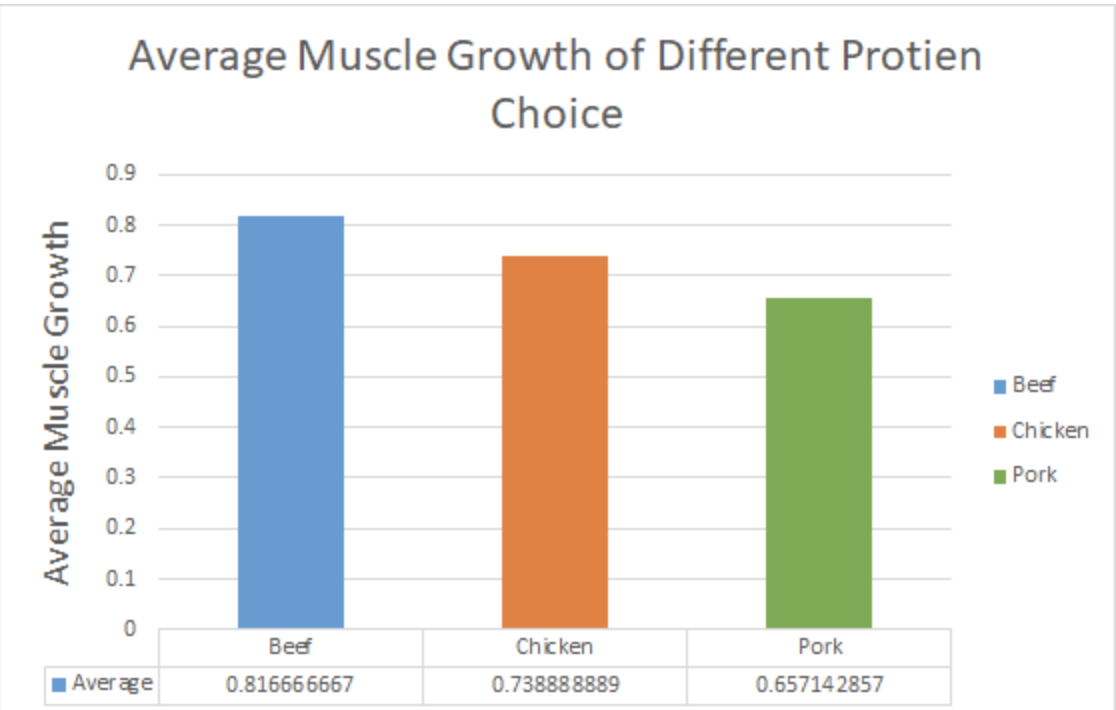 Average Muscle Growth of Different Protien
Choice
Average Muscle Growth
0.9
0.8
0.7
0.6
0.5
0.4
0.3
0.2
0.1
0
Beef
Chicken
Pork
Beef Chicken Pork
Average 0.816666667 0.738888889 0.657142857